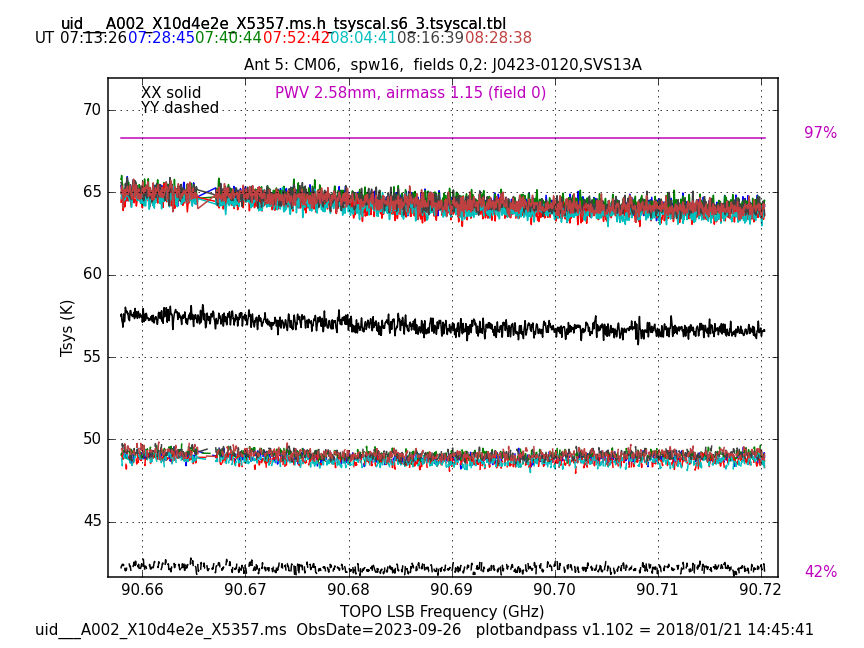 uid___A002_X10d4e2e_X5357.ms.h_tsyscal.s6_3.tsyscal.tbl
UT 07:13:26 07:28:45 07:40:44 07:52:42 08:04:41 08:16:39 08:28:38
Ant 5: CM06, spw16, fields 0,2: J0423-0120,SVS13A
XX solid
YY dashed
PWV 2.58mm, airmass 1.15 (field 0)
97%
42%
70
65
60
55
50
45
Tsys (K)
90.66 90.67 90.68 90.69 90.70 90.71 90.72
TOPO LSB Frequency (GHz)
uid___A002_X10d4e2e_X5357.ms ObsDate=2023-09-26 plotbandpass v1.102 = 2018/01/21 14:45:41